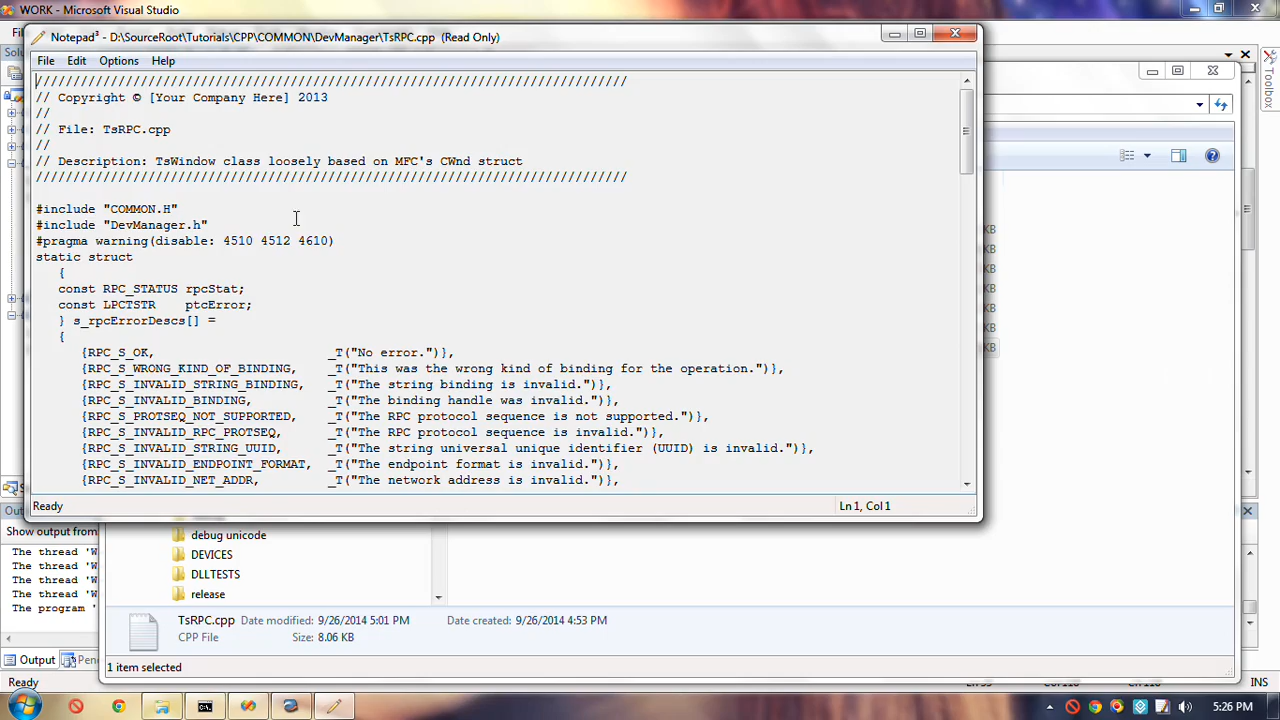 WORK - Microsoft Visual Studio
Notepad³ - D:\SourceRoot\Tutorials\CPP\COMMON\DevManager\TsRPC.cpp (Read Only)
File Edit Options Help
////////////////////////////////////////////////////////////////////////////////
// Copyright © [Your Company Here] 2013
//
// File: TsRPC.cpp
//
// Description: TsWindow class loosely based on MFC's CWnd struct
////////////////////////////////////////////////////////////////////////////////
#include "COMMON.H"
#include "DevManager.h"
#pragma warning(disable: 4510 4512 4610)
static struct
{
const RPC_STATUS rpcStat;
const LPCTSTR ptcError;
} s_rpcErrorDescs[] =
{
{RPC_S_OK, _T("No error.")},
{RPC_S_WRONG_KIND_OF_BINDING, _T("This was the wrong kind of binding for the operation.")},
{RPC_S_INVALID_STRING_BINDING, _T("The string binding is invalid.")},
{RPC_S_INVALID_BINDING, _T("The binding handle was invalid.")},
{RPC_S_PROTSEQ_NOT_SUPPORTED, _T("The RPC protocol sequence is not supported.")},
{RPC_S_INVALID_RPC_PROTSEQ, _T("The RPC protocol sequence is invalid.")},
{RPC_S_INVALID_STRING_UUID, _T("The string universal unique identifier (UUID) is invalid.")},
{RPC_S_INVALID_ENDPOINT_FORMAT, _T("The endpoint format is invalid.")},
{RPC_S_INVALID_NET_ADDR, _T("The network address is invalid.")},
Ready Ln 1, Col 1
Toolbox
KB
KB
KB
KB
KB
KB
KB
Show output from
The thread 'W
The thread 'W
The thread 'W
The thread 'W
The program '
debug unicode
DEVICES
DLLTESTS
release
TsRPC.cpp Date modified: 9/26/2014 5:01 PM Date created: 9/26/2014 4:53 PM
CPP File Size: 8.06 KB
1 item selected
Output
Ready INS
5:26 PM